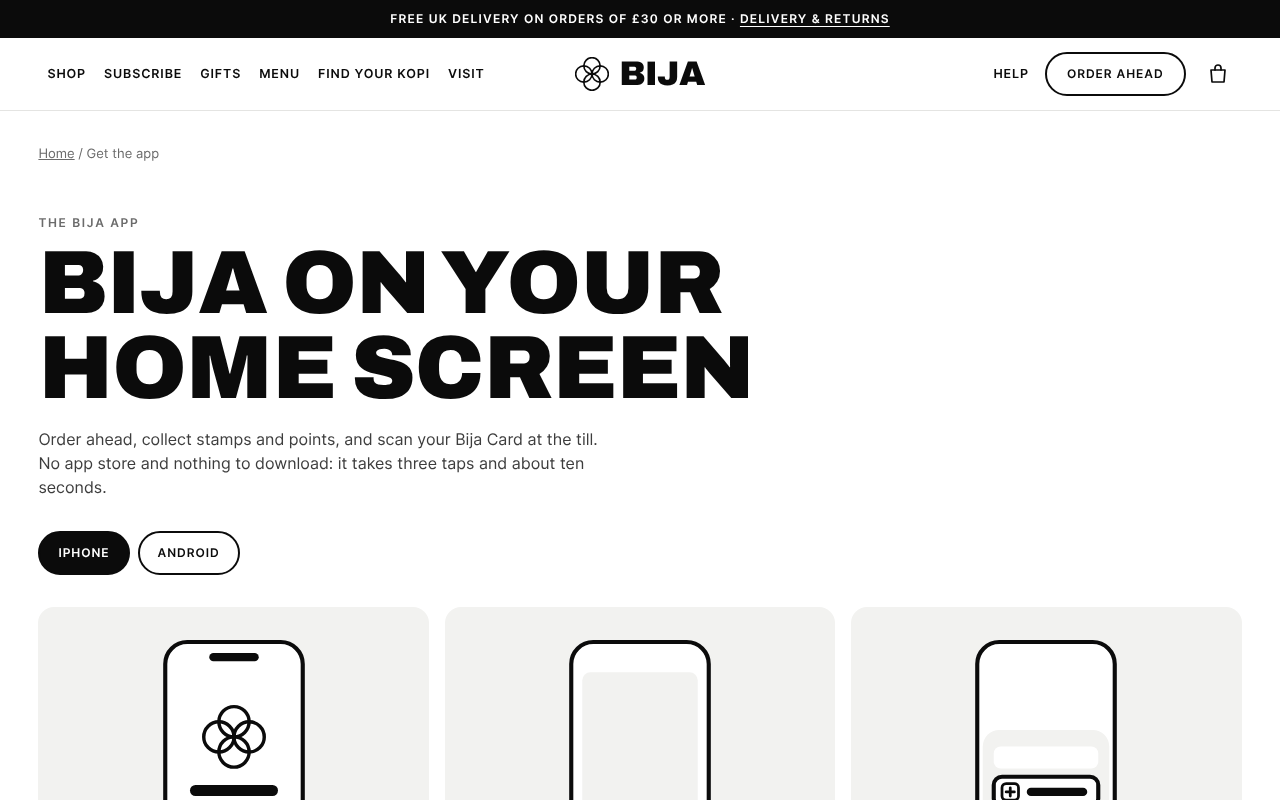 FREE UK DELIVERY ON ORDERS OF £30 OR MORE · DELIVERY & RETURNS
SHOP SUBSCRIBE GIFTS MENU FIND YOUR KOPI VISIT
BIJA
HELP ORDER AHEAD
Home / Get the app
THE BIJA APP
BIJA ON YOUR
HOME SCREEN
Order ahead, collect stamps and points, and scan your Bija Card at the till.
No app store and nothing to download: it takes three taps and about ten
seconds.
IPHONE ANDROID